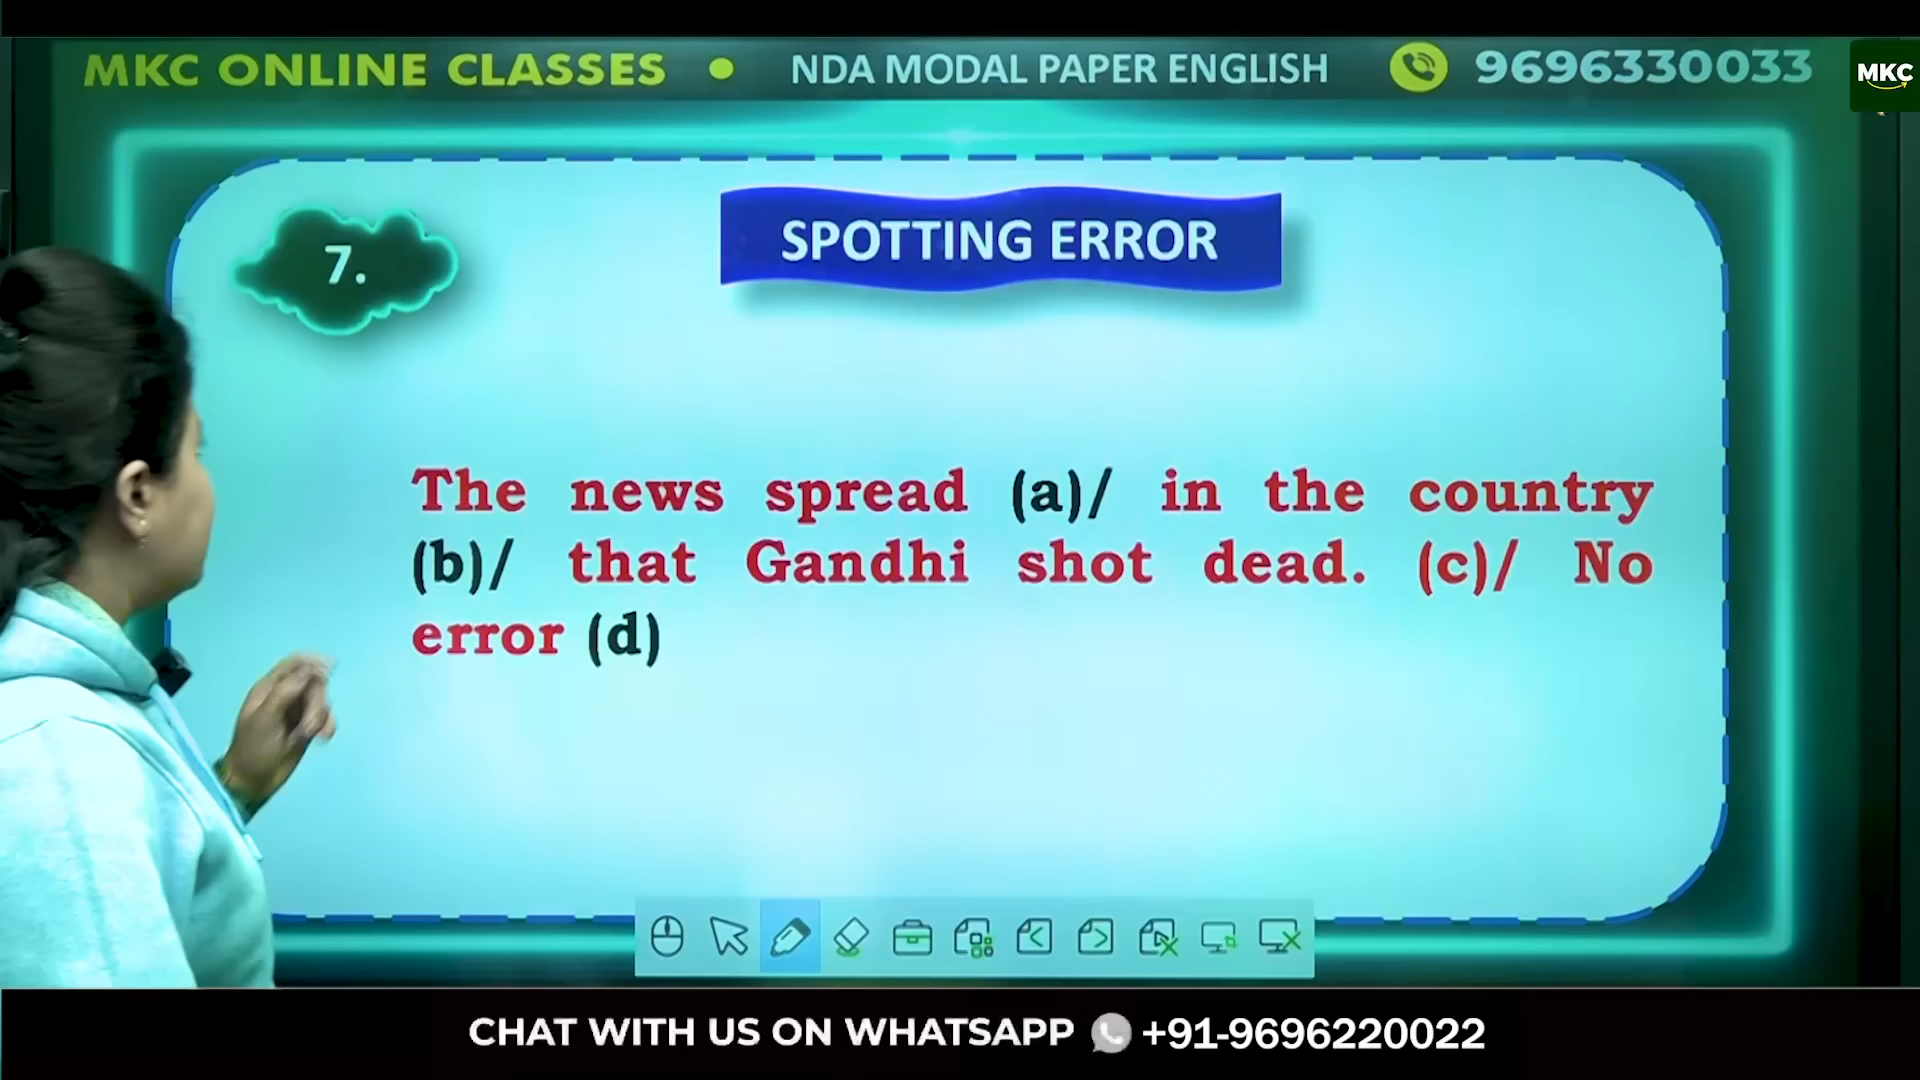 MKC ONLINE CLASSES • NDA MODAL PAPER ENGLISH 9696330033
MKC
7.
SPOTTING ERROR
The news spread (a)/ in the country
(b)/ that Gandhi shot dead. (c)/ No
error (d)
CHAT WITH US ON WHATSAPP +91-9696220022